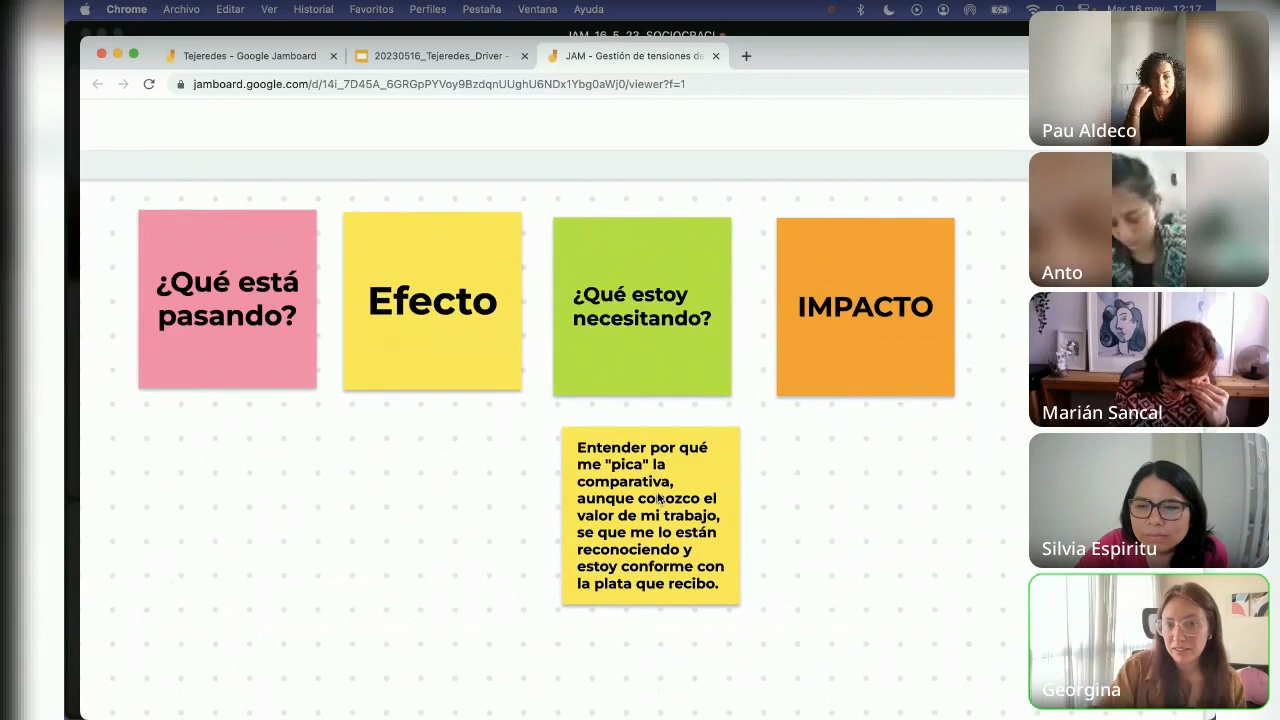 Chrome Archivo Editar Ver Historial Favoritos Perfiles Pestaña Ventana Ayuda
Mar 16 may 12:17
JAM_16_5_23_SOCIOCRACI
Tejeredes - Google Jamboard
20230516_Tejeredes_Driver -
JAM - Gestión de tensiones de
jamboard.google.com/d/14i_7D45A_6GRGpPYVoy9BzdqnUUghU6NDx1Ybg0aWj0/viewer?f=1
¿Qué está
pasando?
Efecto
¿Qué estoy
necesitando?
IMPACTO
Entender por qué
me "pica" la
comparativa,
aunque conozco el
valor de mi trabajo,
se que me lo están
reconociendo y
estoy conforme con
la plata que recibo.
Pau Aldeco
Anto
Marián Sancal
Silvia Espiritu
Georgina